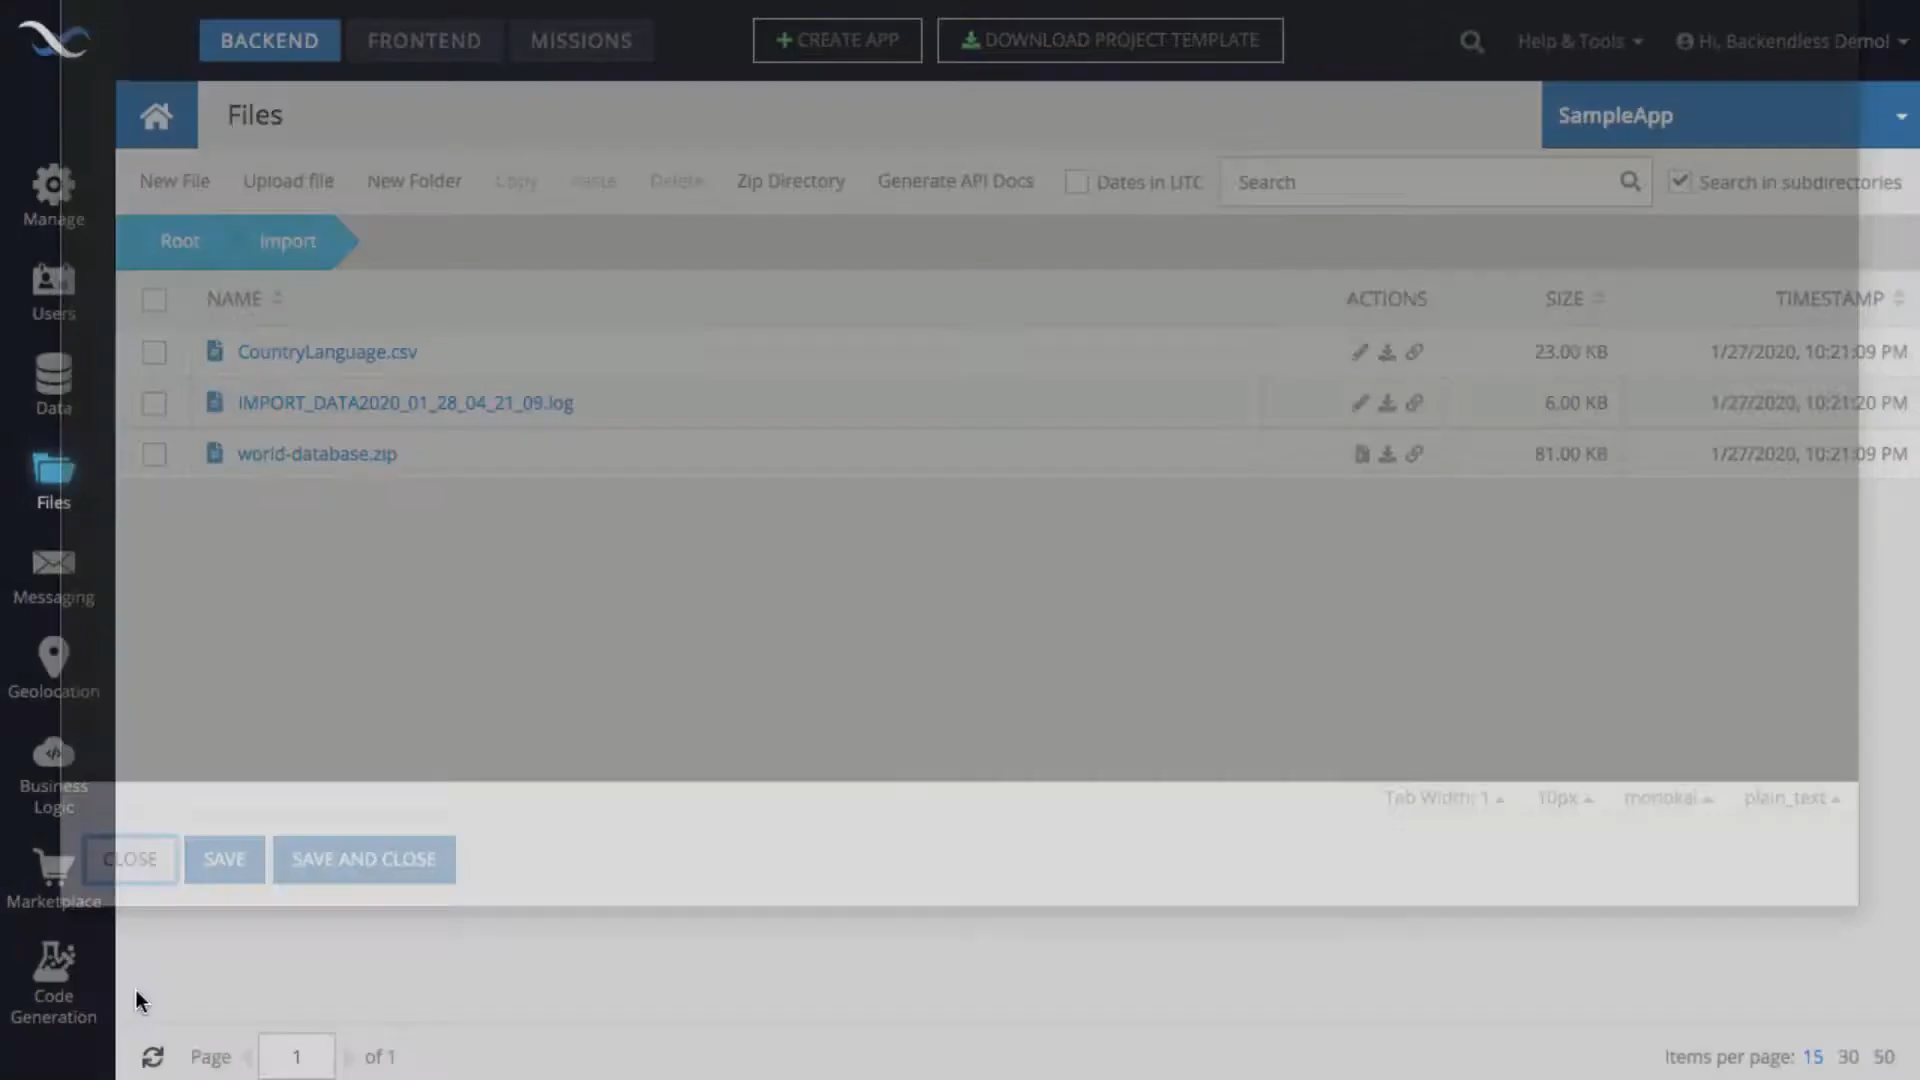 BACKEND FRONTEND MISSIONS CREATE APP DOWNLOAD PROJECT TEMPLATE Help & Tools Hi, Backendless Demo!
Files SampleApp
New File Upload file New Folder Copy Paste Delete Zip Directory Generate API Docs Dates in UTC Search Search in subdirectories
Manage
Root import
Users
NAME ACTIONS SIZE TIMESTAMP
CountryLanguage.csv 23.00 KB 1/27/2020, 10:21:09 PM
Data
IMPORT_DATA2020_01_28_04_21_09.log 6.00 KB 1/27/2020, 10:21:20 PM
world-database.zip 81.00 KB 1/27/2020, 10:21:09 PM
Files
Messaging
Geolocation
Business
Logic
Tab Width: 1 10px monokai plain_text
CLOSE SAVE SAVE AND CLOSE
Marketplace
Code
Generation
Page 1 of 1 Items per page: 15 30 50